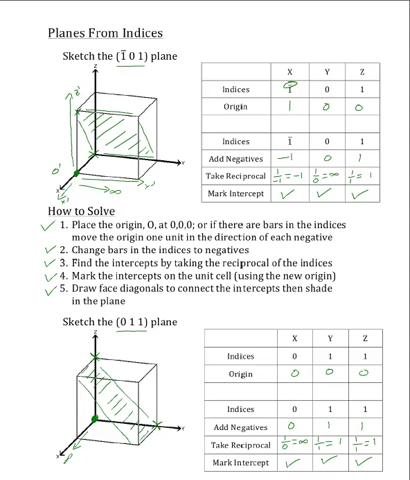 Planes From Indices
Sketch the (1̅ 0 1) plane
Z
Z'
Y
Y'
O'
∞
X
X'
X Y Z
Indices 1̅ 0 1
Origin 1 0 0
Indices 1̅ 0 1
Add Negatives -1 0 1
Take Reciprocal 1/-1 = -1 1/0 = ∞ 1/1 = 1
Mark Intercept ✓ ✓ ✓
How to Solve
✓ 1. Place the origin, O, at 0,0,0; or if there are bars in the indices
move the origin one unit in the direction of each negative
✓ 2. Change bars in the indices to negatives
✓ 3. Find the intercepts by taking the reciprocal of the indices
✓ 4. Mark the intercepts on the unit cell (using the new origin)
✓ 5. Draw face diagonals to connect the intercepts then shade
in the plane
Sketch the (0 1 1) plane
Z
Y
X
X Y Z
Indices 0 1 1
Origin 0 0 0
Indices 0 1 1
Add Negatives 0 1 1
Take Reciprocal 1/0 = ∞ 1/1 = 1 1/1 = 1
Mark Intercept ✓ ✓ ✓